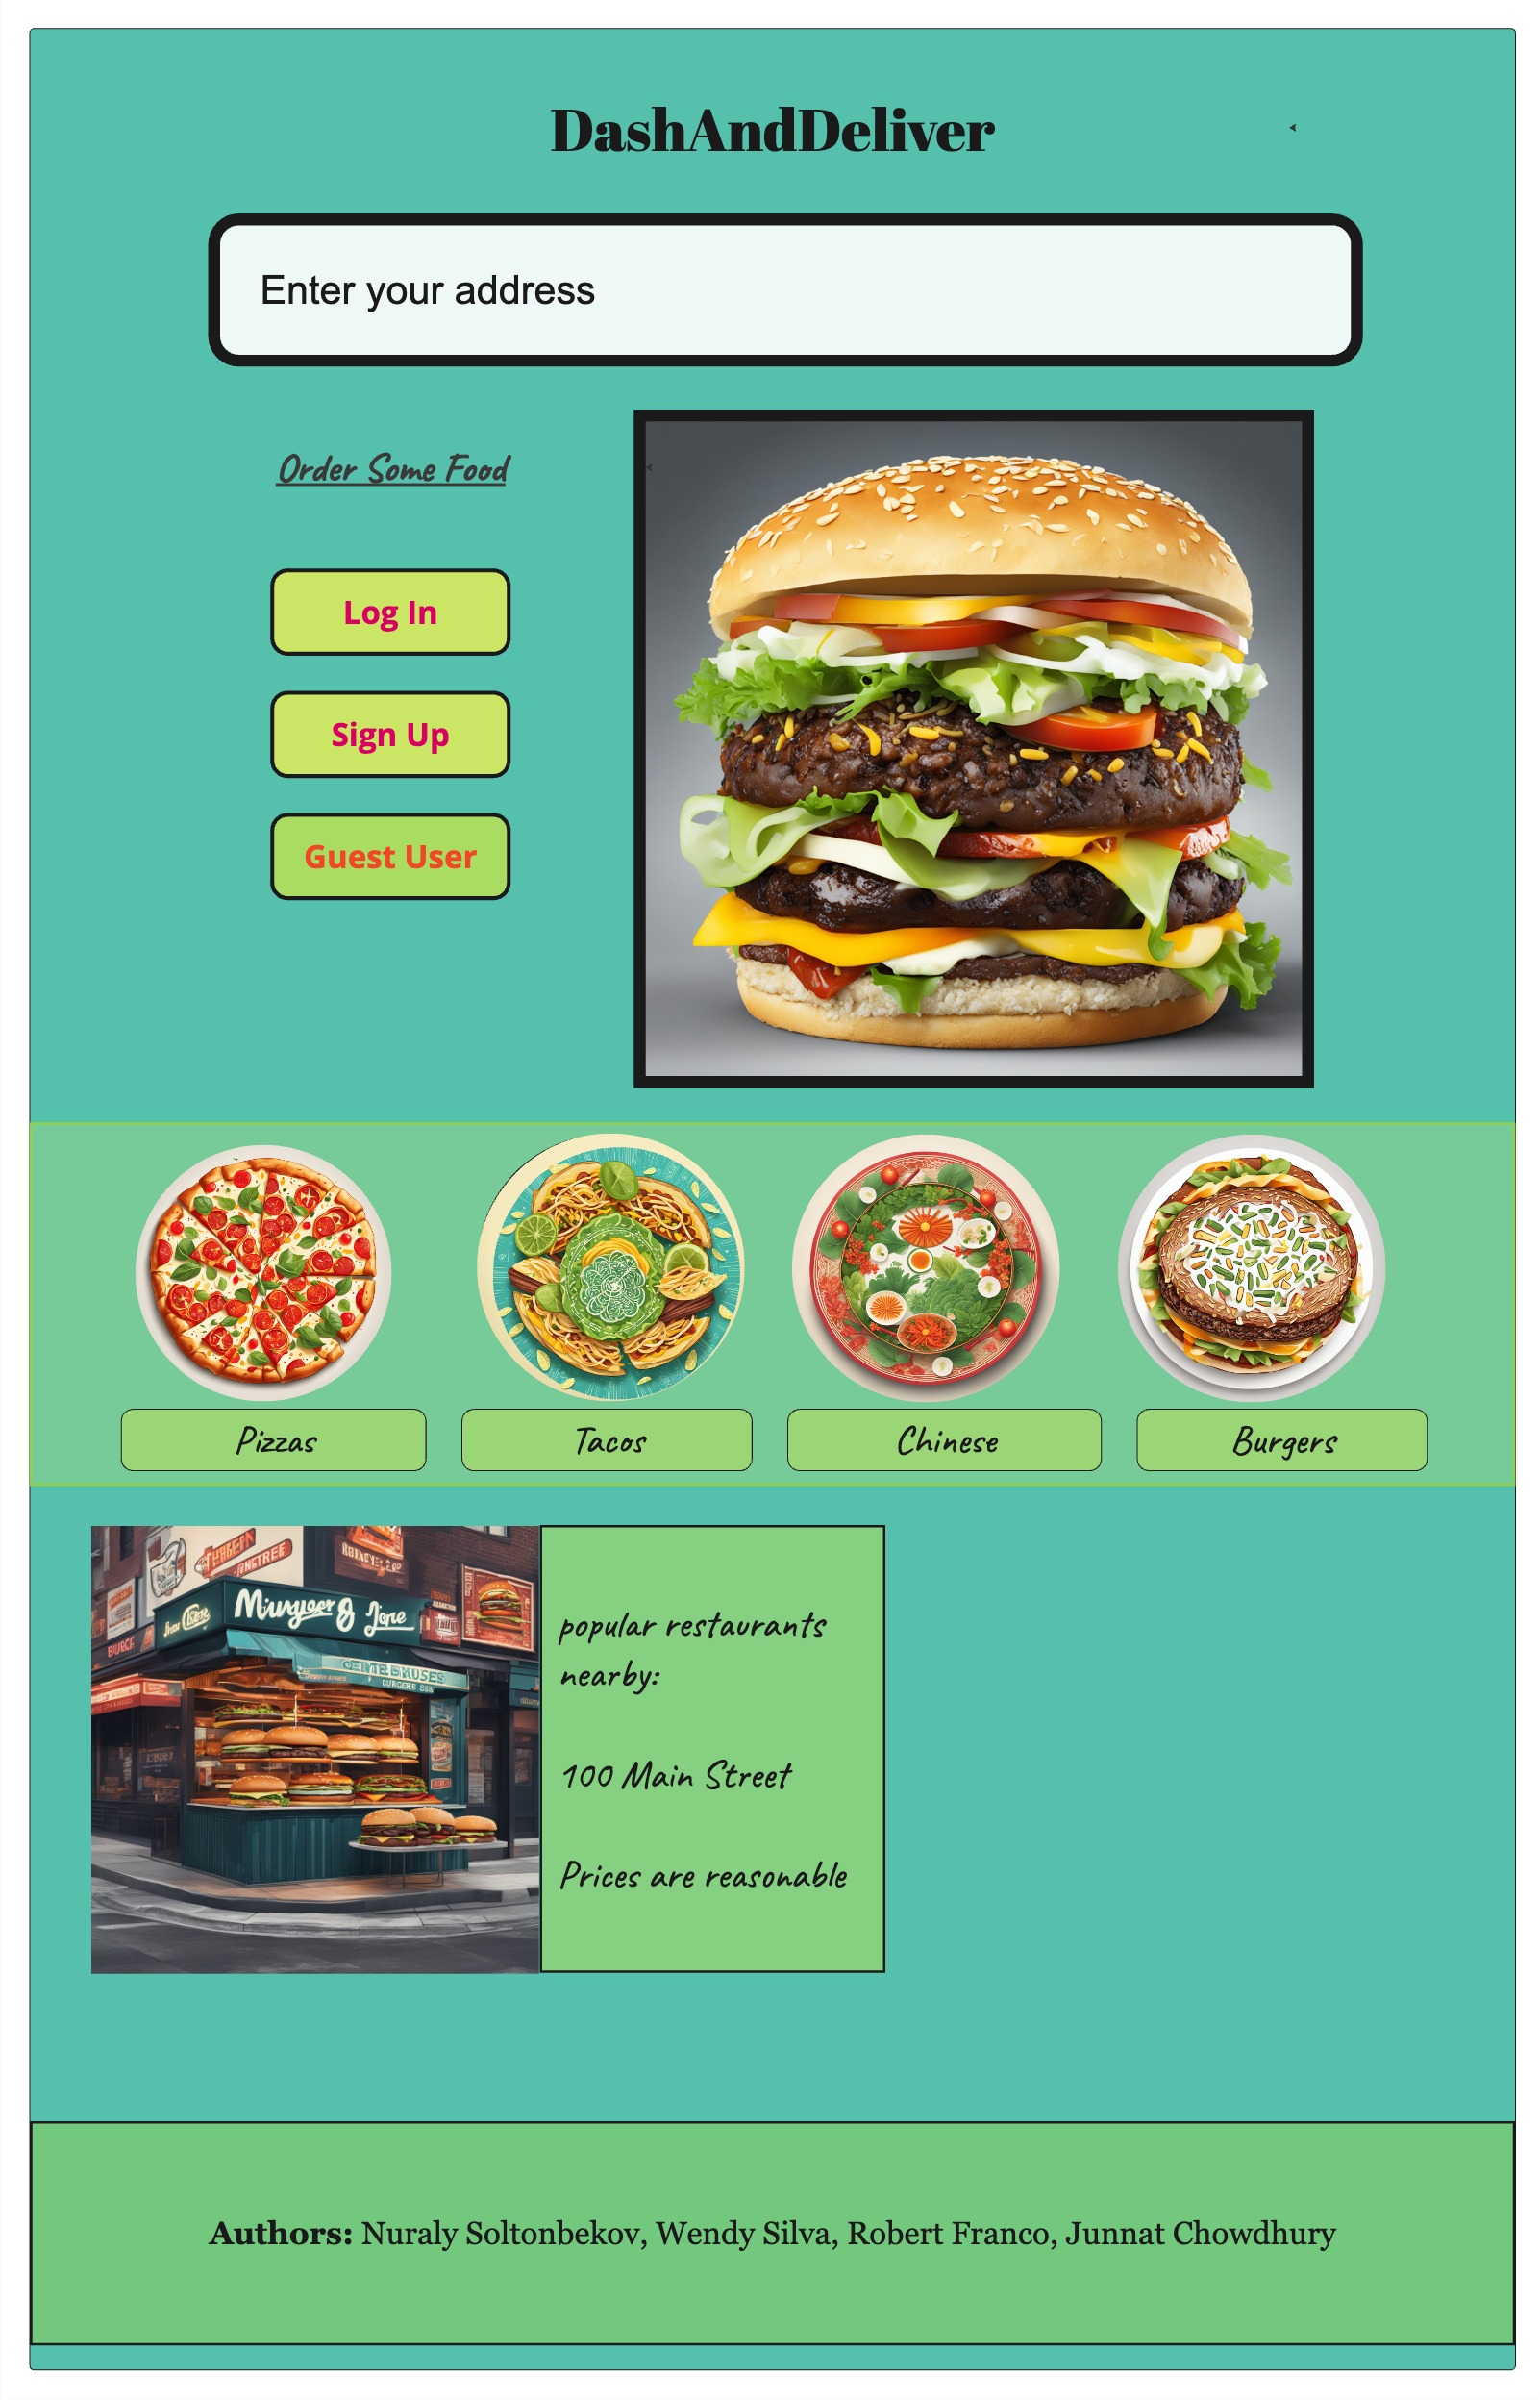 DashAndDeliver
Enter your address
Order Some Food
Log In
Sign Up
Guest User
Pizzas
Tacos
Chinese
Burgers
popular restaurants
nearby:
100 Main Street
Prices are reasonable
Authors: Nuraly Soltonbekov, Wendy Silva, Robert Franco, Junnat Chowdhury